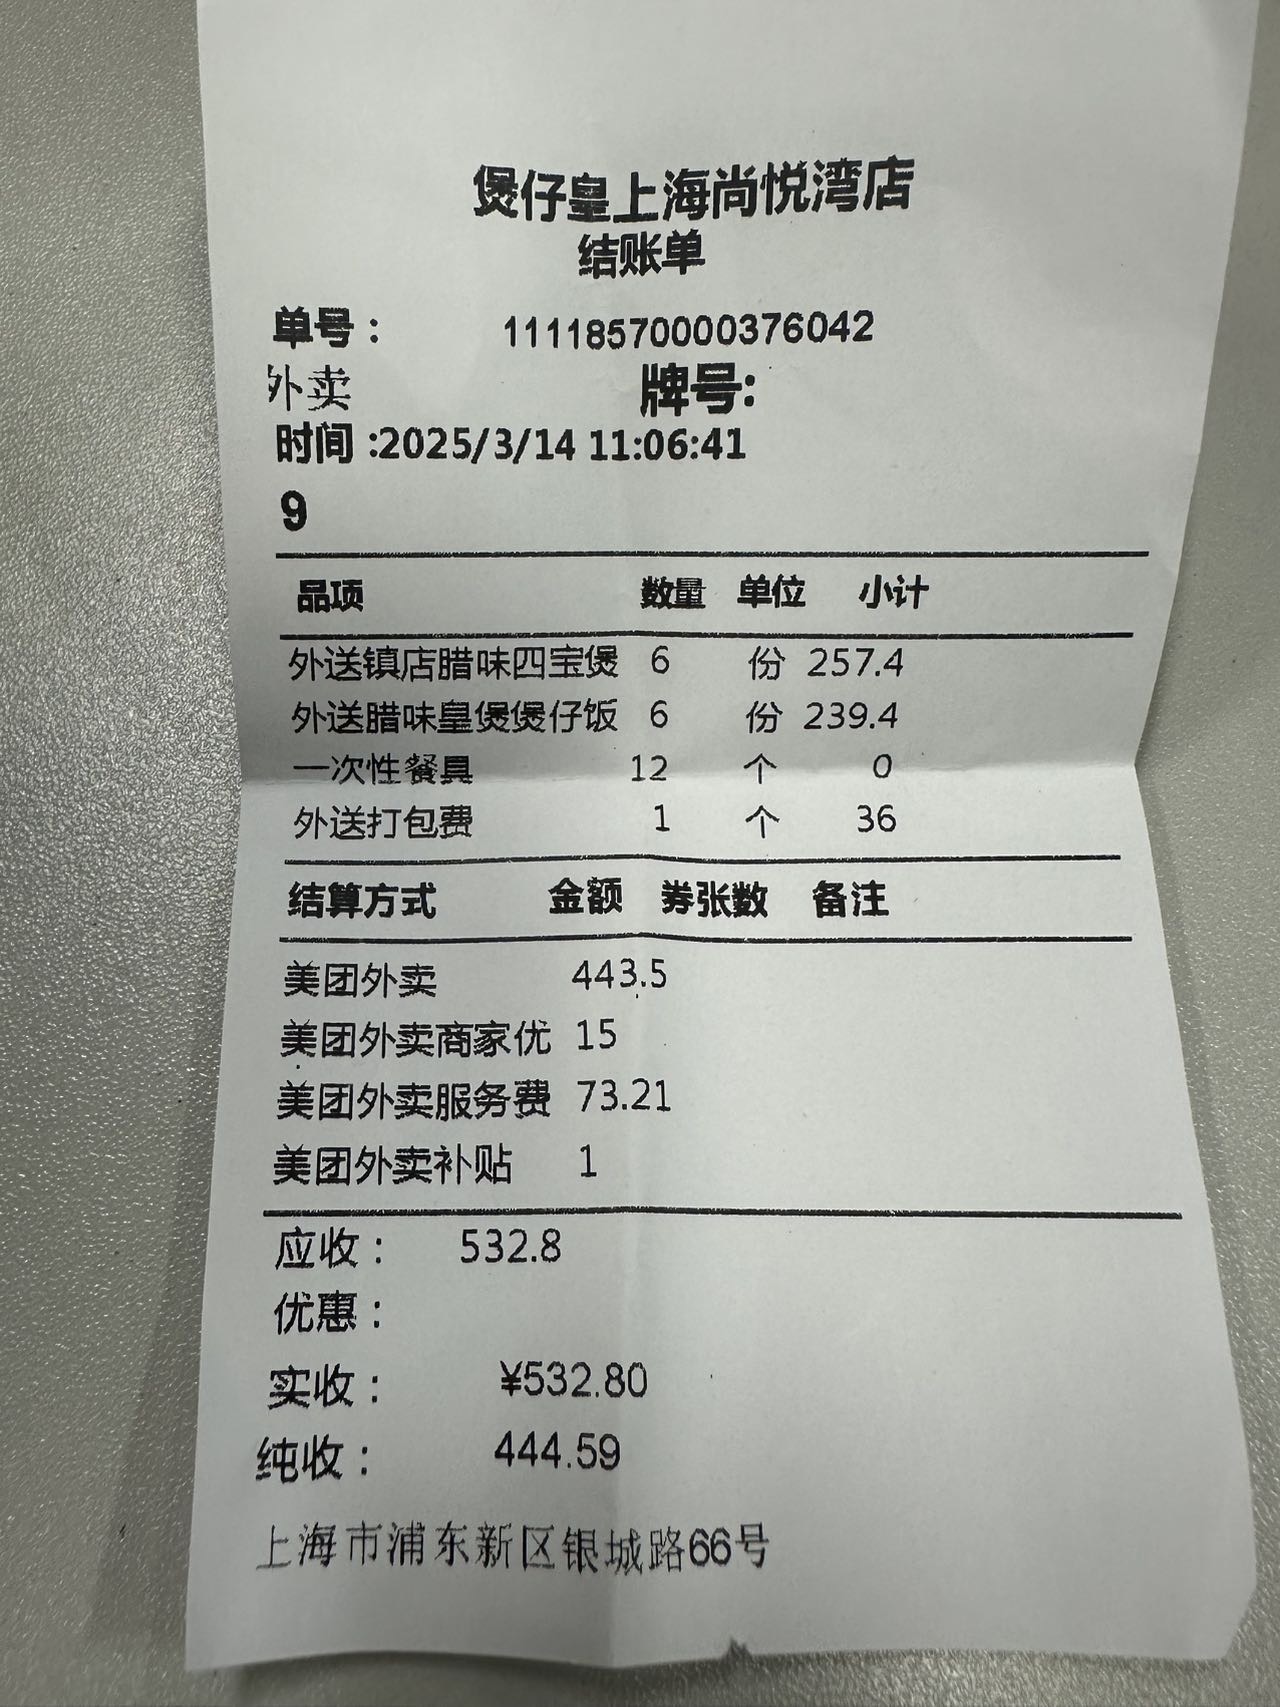 煲仔皇上海尚悦湾店
结账单
单号： 11118570000376042
外卖 牌号:
时间 :2025/3/14 11:06:41
9
品项 数量 单位 小计
外送镇店腊味四宝煲 6 份 257.4
外送腊味皇煲煲仔饭 6 份 239.4
一次性餐具 12 个 0
外送打包费 1 个 36
结算方式 金额 券张数 备注
美团外卖 443.5
美团外卖商家优 15
美团外卖服务费 73.21
美团外卖补贴 1
应收： 532.8
优惠：
实收： ¥532.80
纯收： 444.59
上海市浦东新区银城路66号